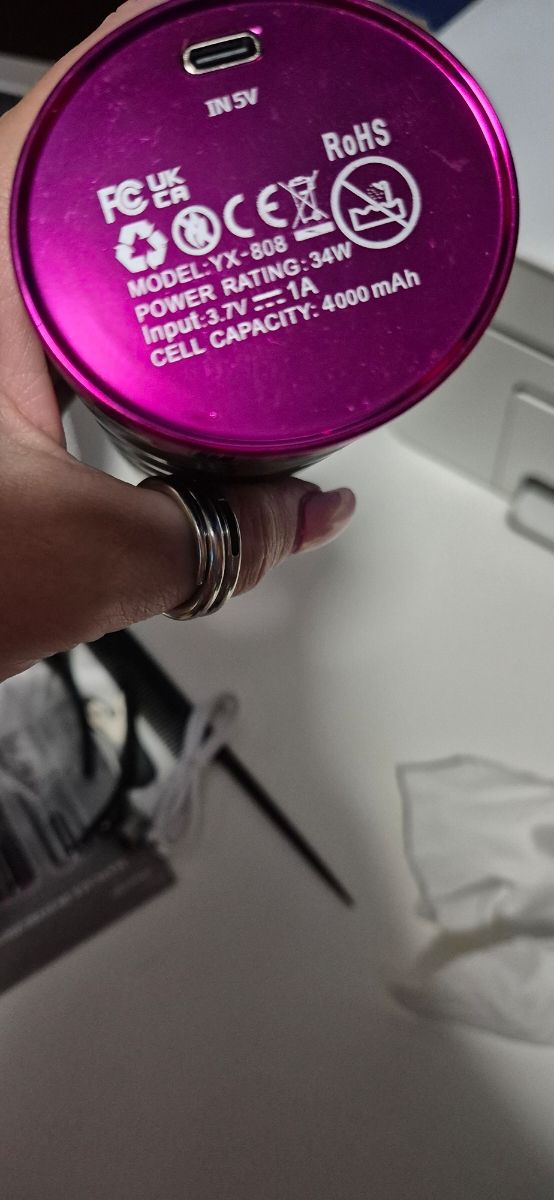 IN 5V
RoHS
FC UK CA
CE
MODEL:YX-808
POWER RATING:34W
Input:3.7V 1A
CELL CAPACITY: 4000 mAh